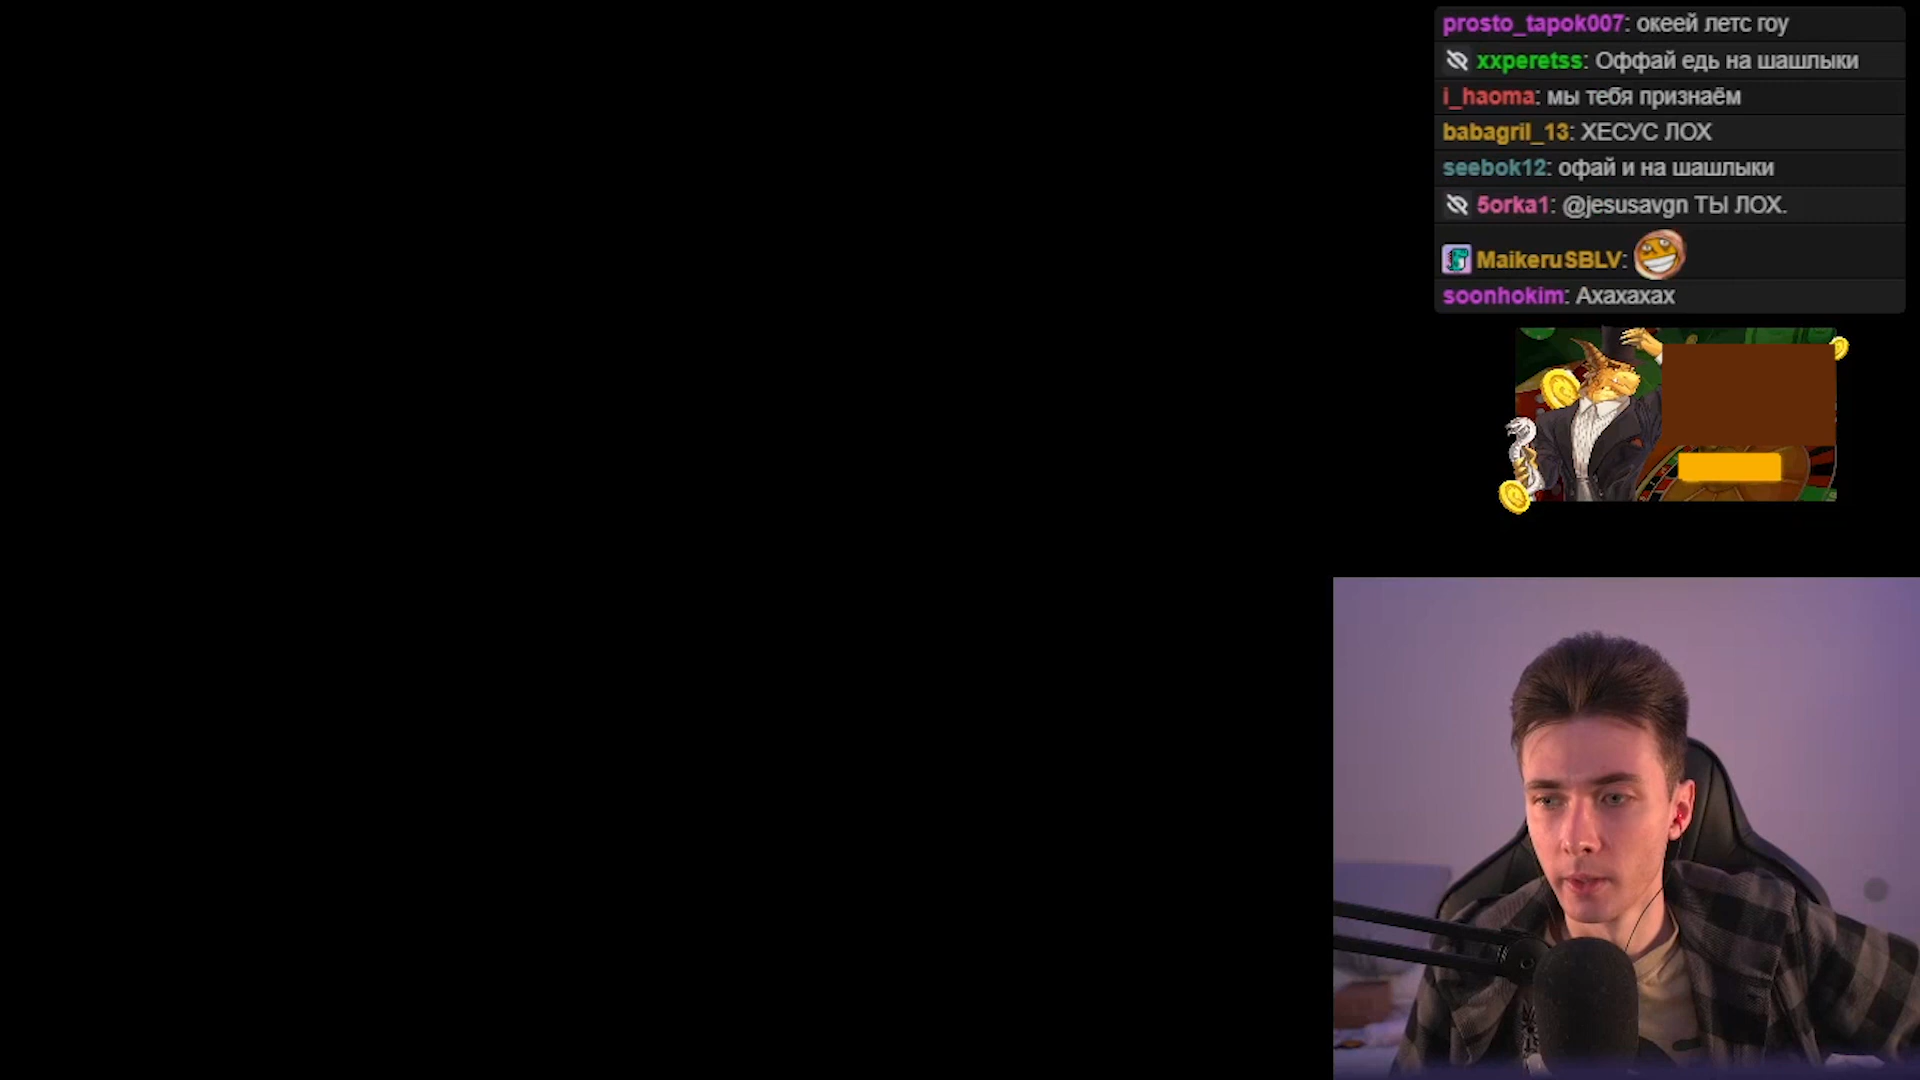 prosto_tapok007: океей летс гоу
xxperetss: Оффай едь на шашлыки
i_haoma: мы тебя признаём
babagril_13: ХЕСУС ЛОХ
seebok12: офай и на шашлыки
5orka1: @jesusavgn ТЫ ЛОХ.
MaikeruSBLV:
soonhokim: Ахахахах